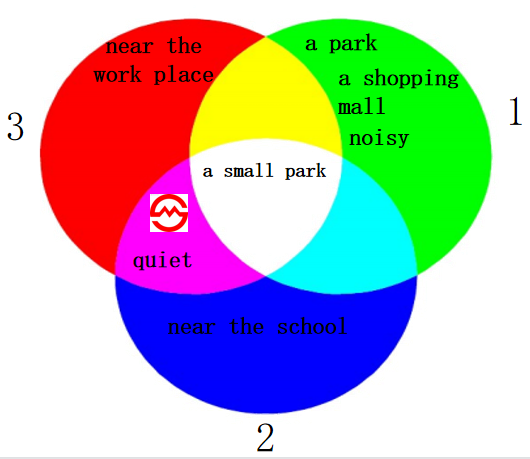 near the
work place
a park
a shopping
mall
noisy
3
1
a small park
quiet
near the school
2